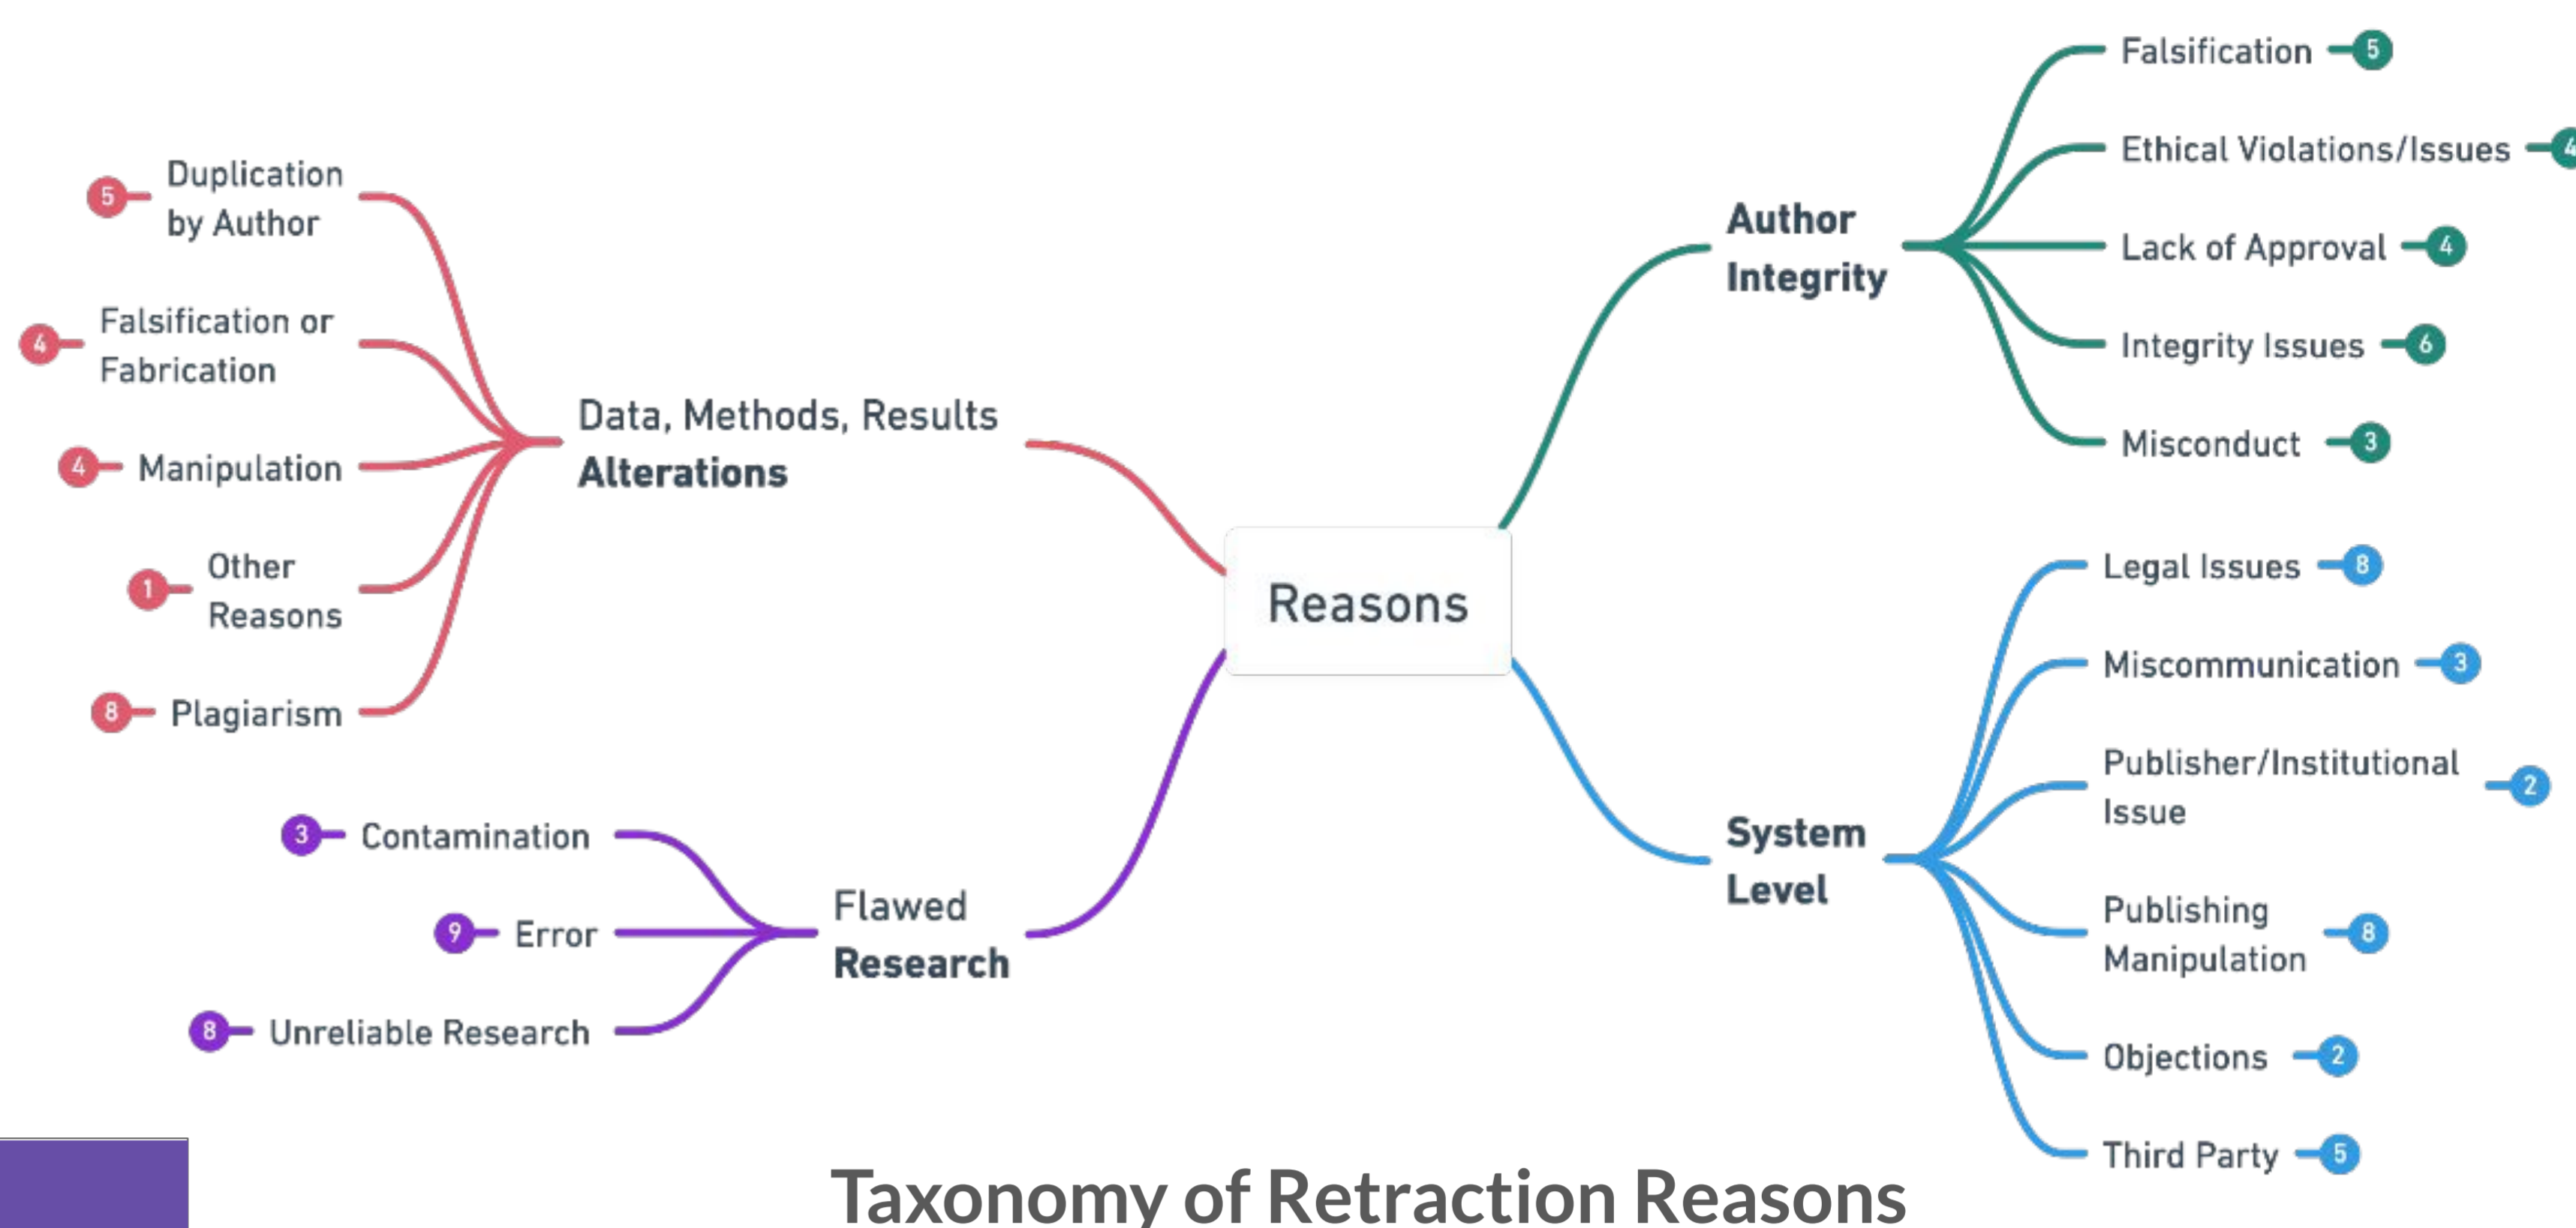 Duplication
by Author
5
Falsification or
Fabrication
4
Manipulation
4
Other
Reasons
1
Plagiarism
8
Data, Methods, Results
Alterations
Contamination
3
Error
9
Unreliable Research
8
Flawed
Research
Reasons
Author
Integrity
Falsification
5
Ethical Violations/Issues
4
Lack of Approval
4
Integrity Issues
6
Misconduct
3
System
Level
Legal Issues
8
Miscommunication
3
Publisher/Institutional
Issue
2
Publishing
Manipulation
8
Objections
2
Third Party
5
Taxonomy of Retraction Reasons